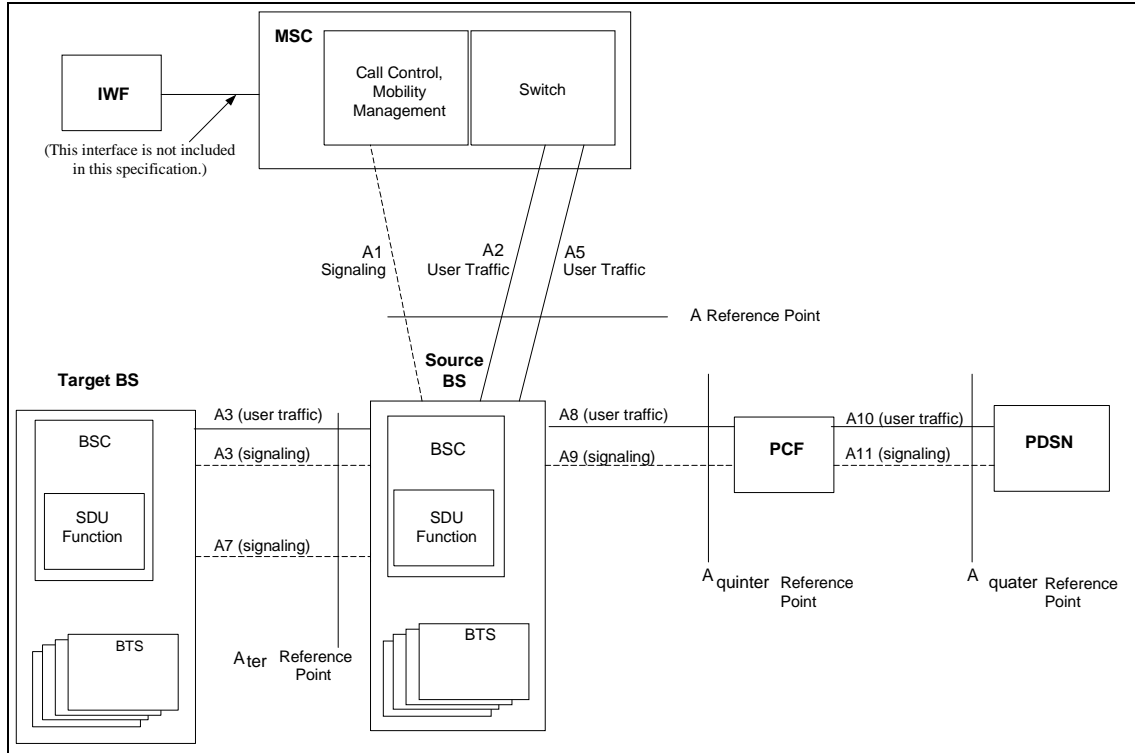 MSC
IWF
Call Control,
Mobility
Management
Switch
(This interface is not included
in this specification.)
A1
Signaling
A2
User Traffic
A5
User Traffic
A Reference Point
Target BS
Source
BS
BSC
SDU
Function
BTS
A3 (user traffic)
A3 (signaling)
A7 (signaling)
Ater Reference
Point
BSC
SDU
Function
BTS
A8 (user traffic)
A9 (signaling)
PCF
A quinter Reference
Point
A10 (user traffic)
A11 (signaling)
PDSN
A quater Reference
Point